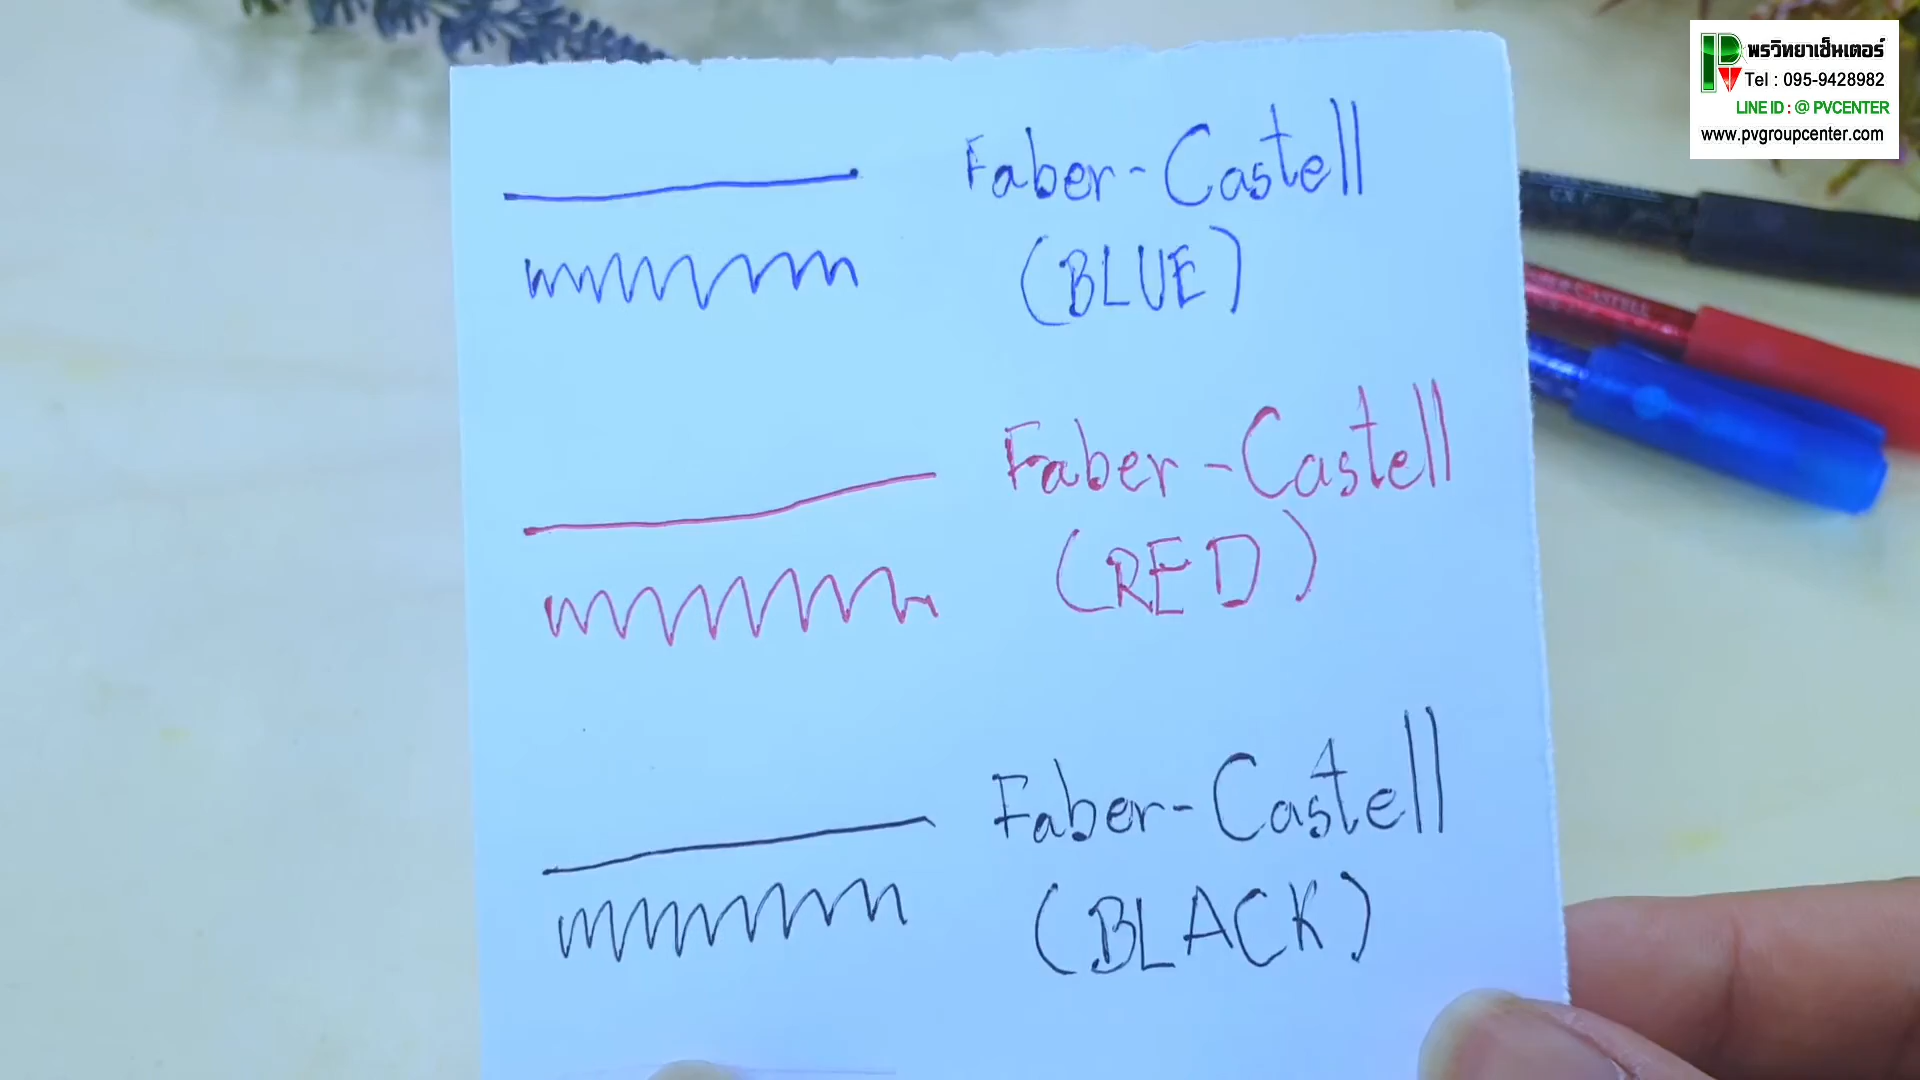 พรวิทยาเซ็นเตอร์
Tel : 095-9428982
LINE ID : @ PVCENTER
www.pvgroupcenter.com
Faber-Castell
(BLUE)
Faber-Castell
(RED)
Faber-Castell
(BLACK)